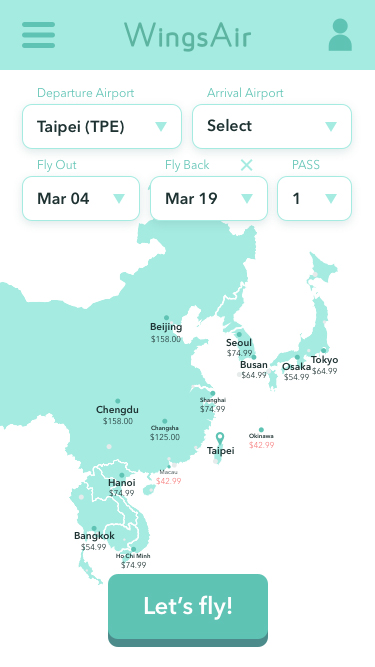 WingsAir
Departure Airport
Arrival Airport
Taipei (TPE)
Select
Fly Out
Fly Back
PASS
Mar 04
Mar 19
1
Beijing
$158.00
Seoul
$74.99
Busan
$64.99
Osaka
$54.99
Tokyo
$64.99
Shanghai
$74.99
Chengdu
$158.00
Changsha
$125.00
Okinawa
$42.99
Taipei
Macau
$42.99
Hanoi
$74.99
Bangkok
$54.99
Ho Chi Minh
$74.99
Let's fly!